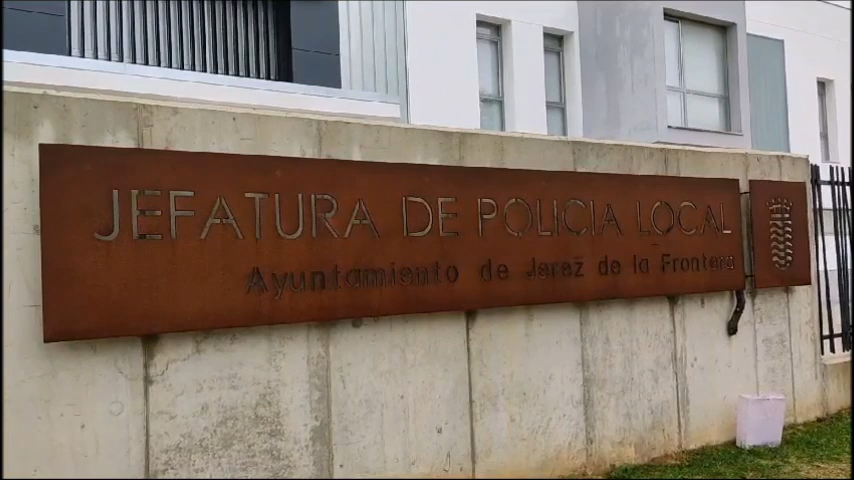 JEFATURA DE POLICIA LOCAL
Ayuntamiento de Jerez de la Frontera